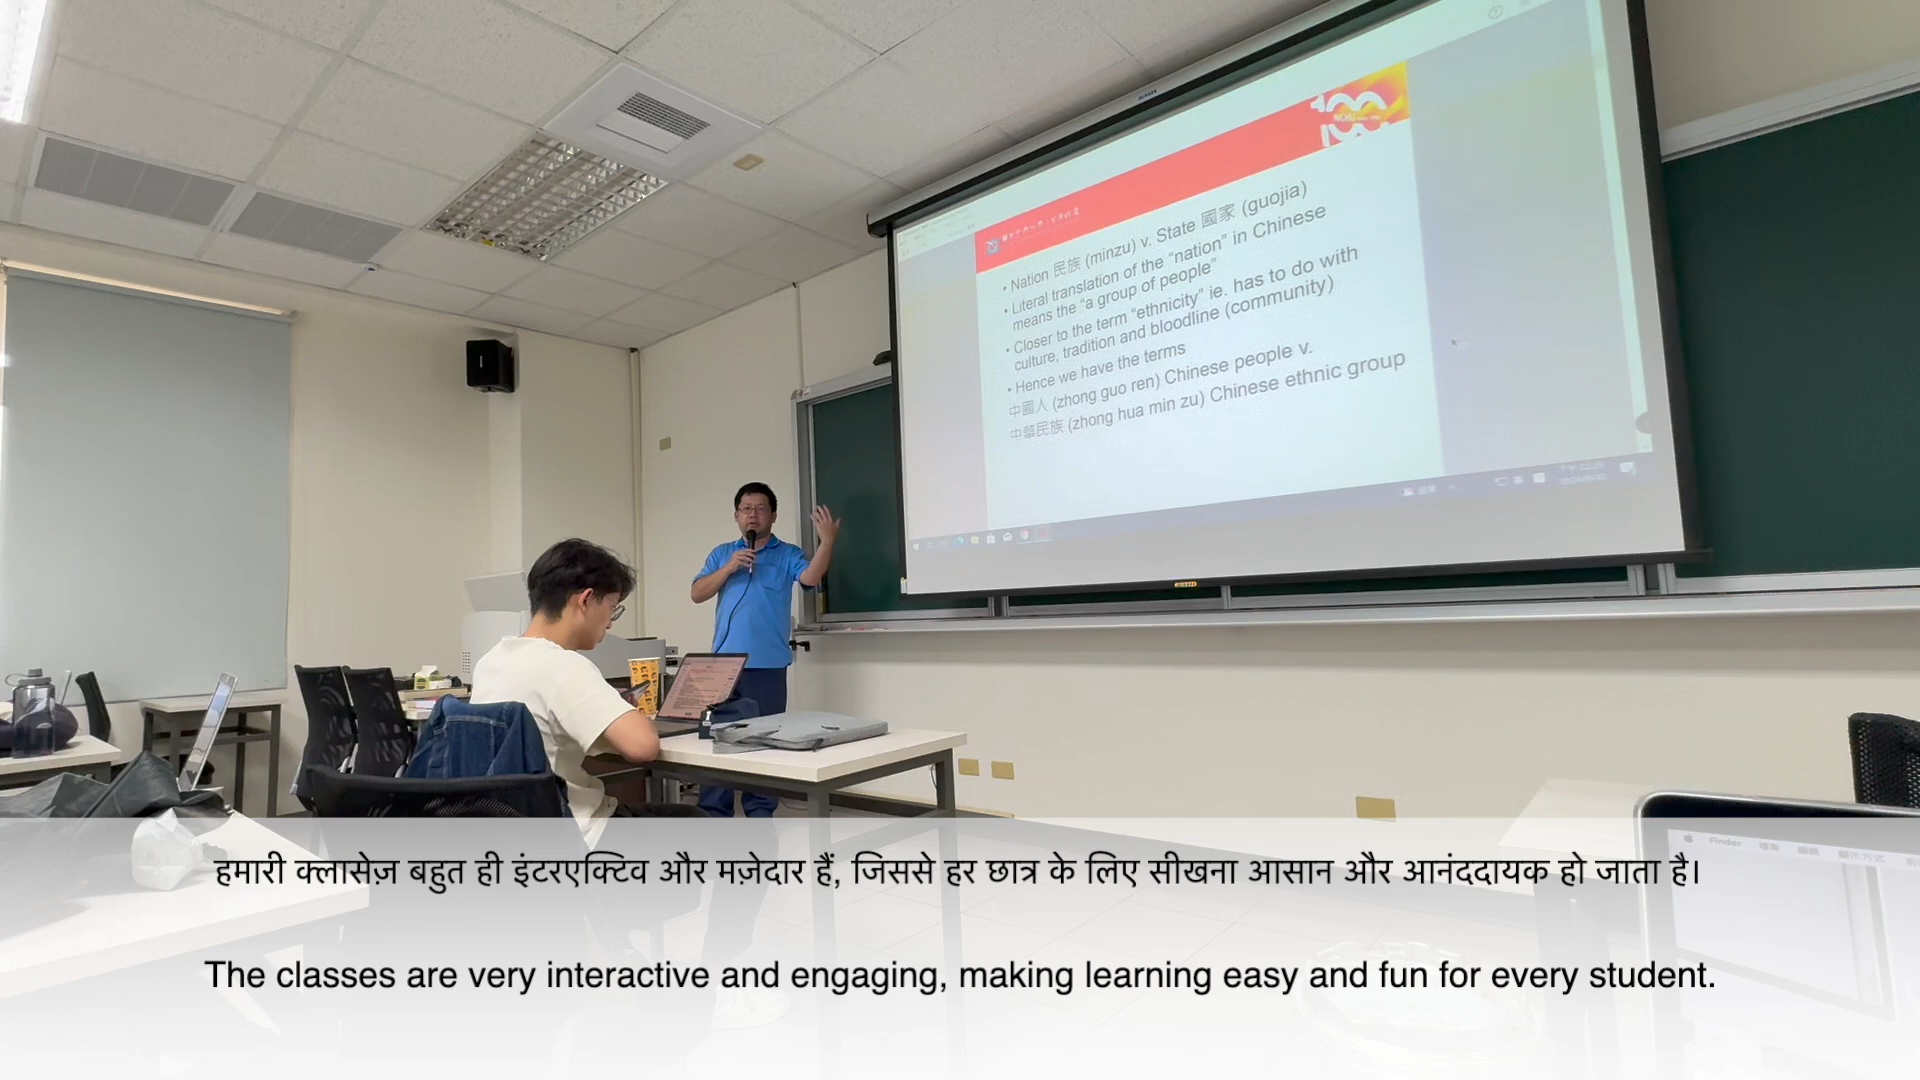 100
NCHU
• Nation 民族 (minzu) v. State 國家 (guojia)
• Literal translation of the “nation” in Chinese
means the “a group of people”
• Closer to the term “ethnicity” ie. has to do with
culture, tradition and bloodline (community)
• Hence we have the terms
中國人 (zhong guo ren) Chinese people v.
中華民族 (zhong hua min zu) Chinese ethnic group
Finder
हमारी क्लासेज़ बहुत ही इंटरएक्टिव और मज़ेदार हैं, जिससे हर छात्र के लिए सीखना आसान और आनंददायक हो जाता है।
The classes are very interactive and engaging, making learning easy and fun for every student.